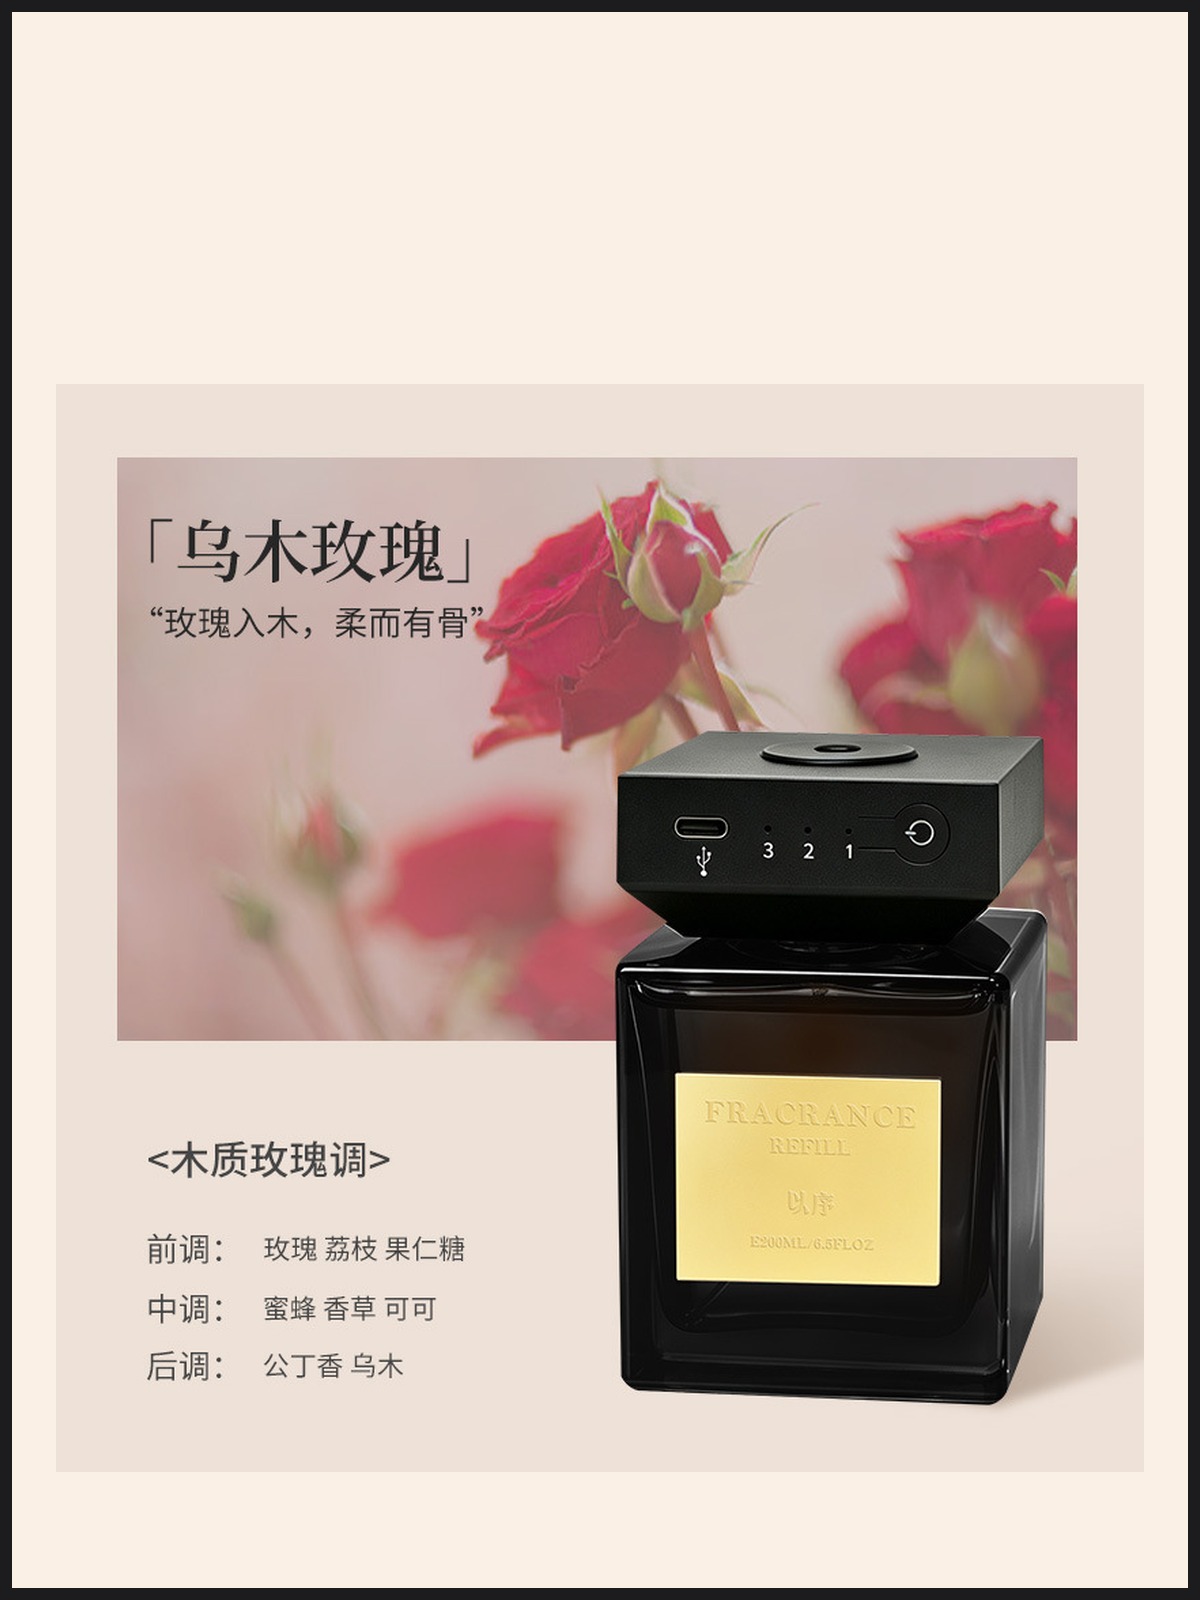 「乌木玫瑰」
“玫瑰入木，柔而有骨”
3 2 1
FRAGRANCE
REFILL
以序
E200ML/6.5FLOZ
<木质玫瑰调>
前调： 玫瑰 荔枝 果仁糖
中调： 蜜蜂 香草 可可
后调： 公丁香 乌木